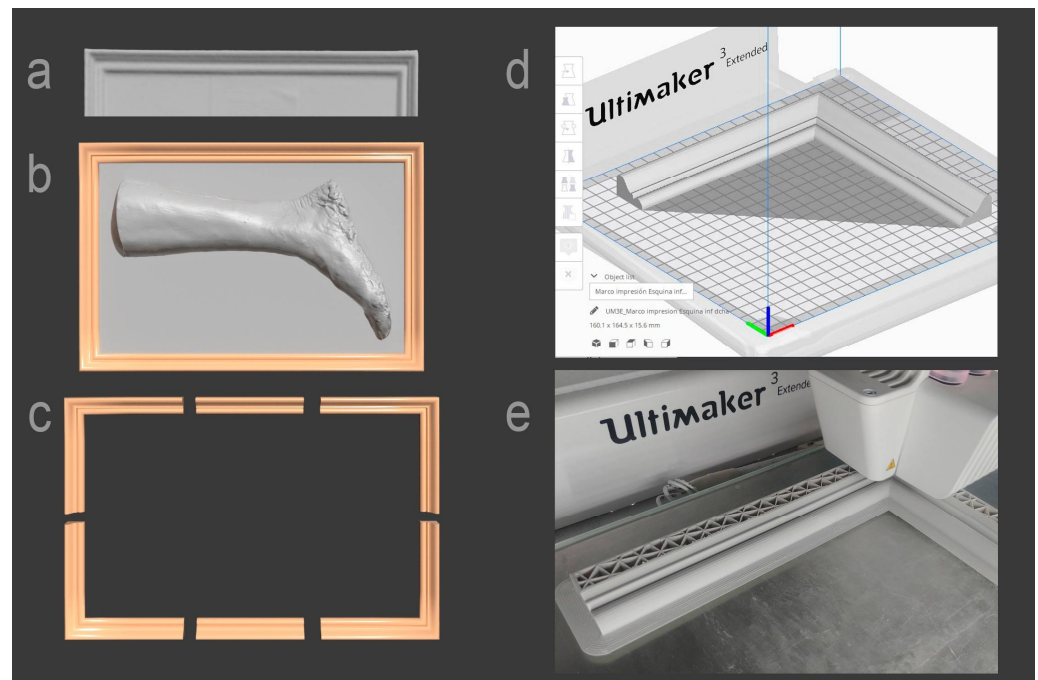 a
b
c
d
Ultimaker 3 Extended
Object list
Marco impresión Esquina inf...
UM3E_Marco impresion Esquina inf dcha
160.1 x 164.5 x 15.6 mm
e
Ultimaker 3 Extende